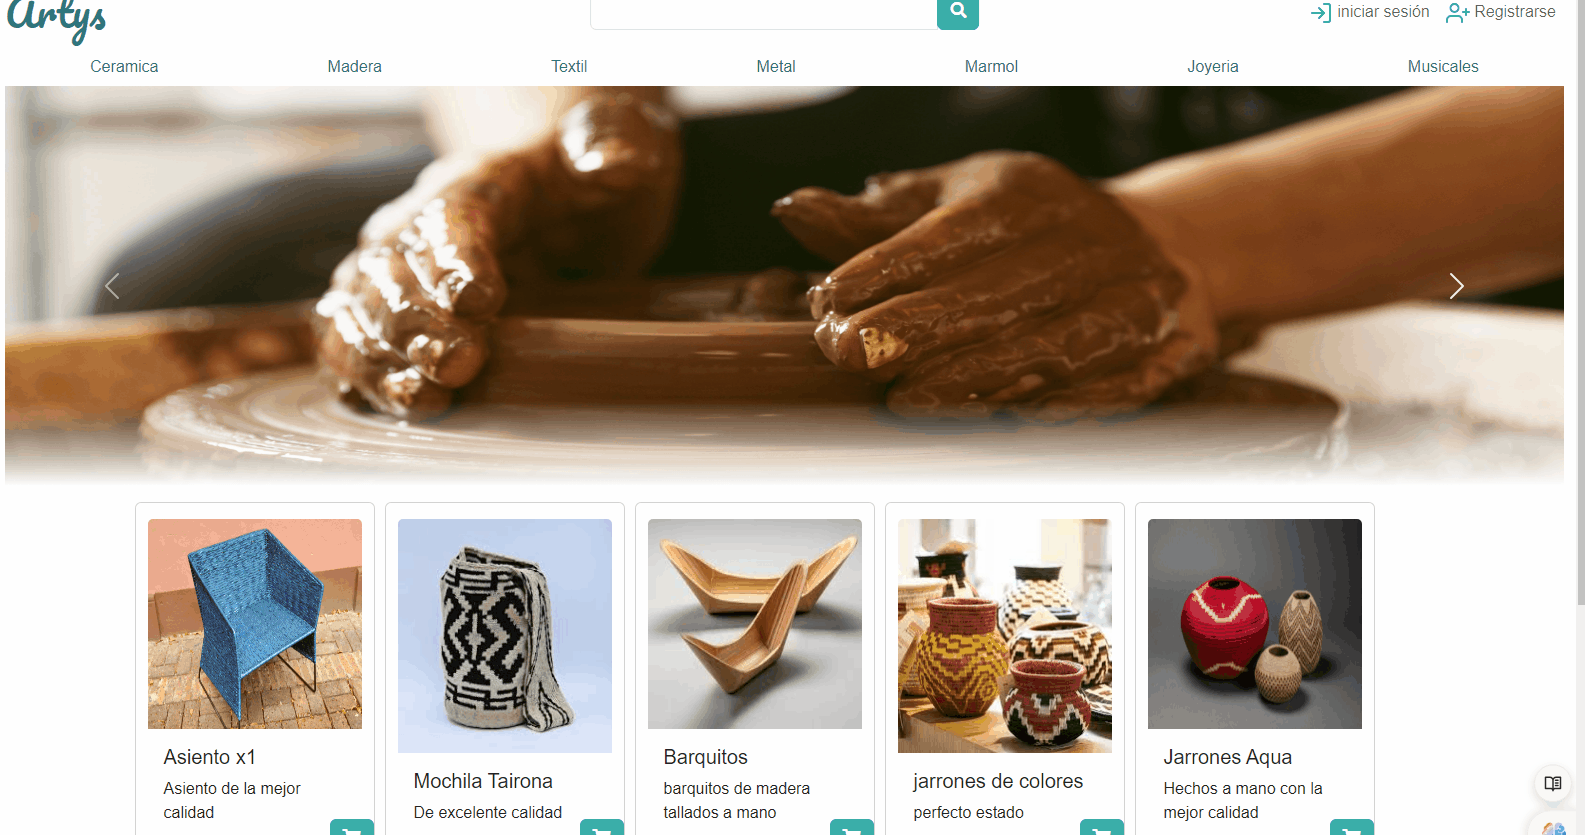 Artys
iniciar sesión Registrarse
Ceramica Madera Textil Metal Marmol Joyeria Musicales
Asiento x1
Asiento de la mejor
calidad
Mochila Tairona
De excelente calidad
Barquitos
barquitos de madera
tallados a mano
jarrones de colores
perfecto estado
Jarrones Aqua
Hechos a mano con la
mejor calidad